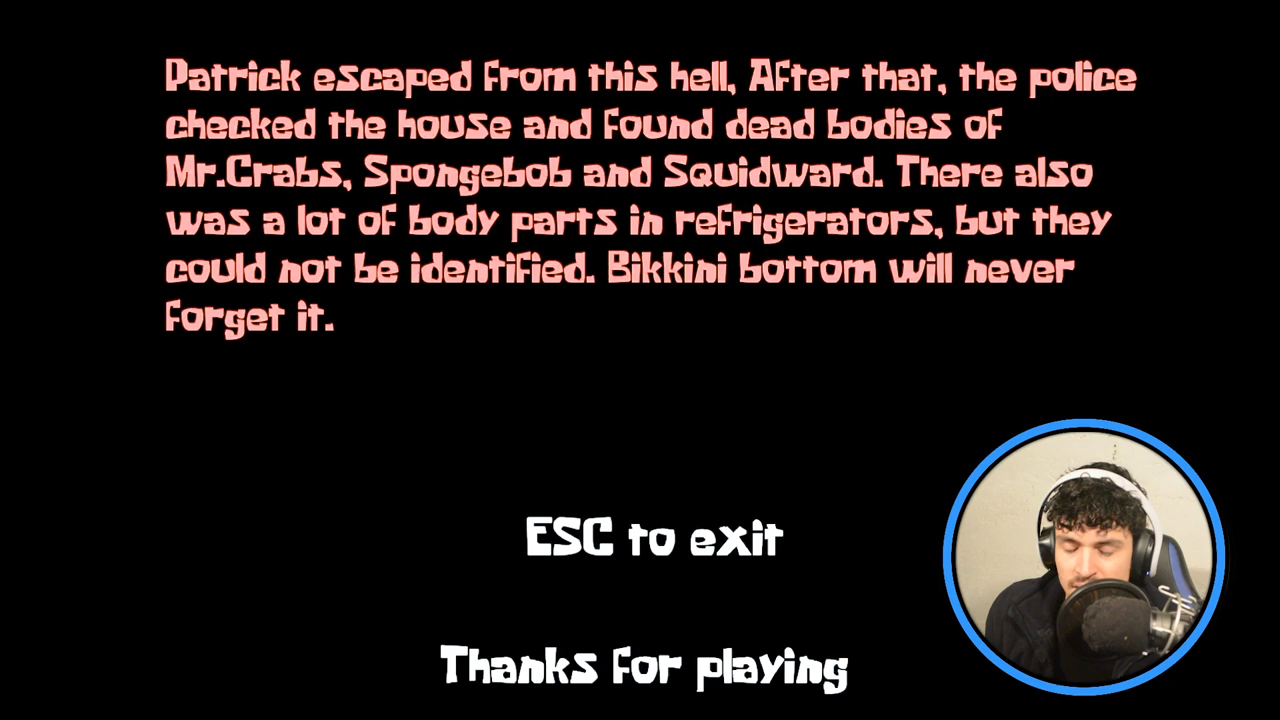 Patrick escaped from this hell, After that, the police
checked the house and found dead bodies of
Mr.Crabs, Spongebob and Squidward. There also
was a lot of body parts in refrigerators, but they
could not be identified. Bikkini bottom will never
forget it.
ESC to exit
Thanks for playing